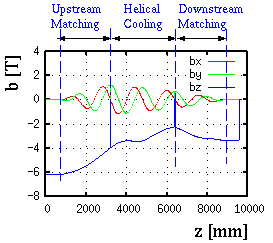 Upstream Helical Downstream
Matching Cooling Matching
4
2
0
-2
-4
-6
-8
b [T]
bx
by
bz
0 2000 4000 6000 8000 10000
z [mm]